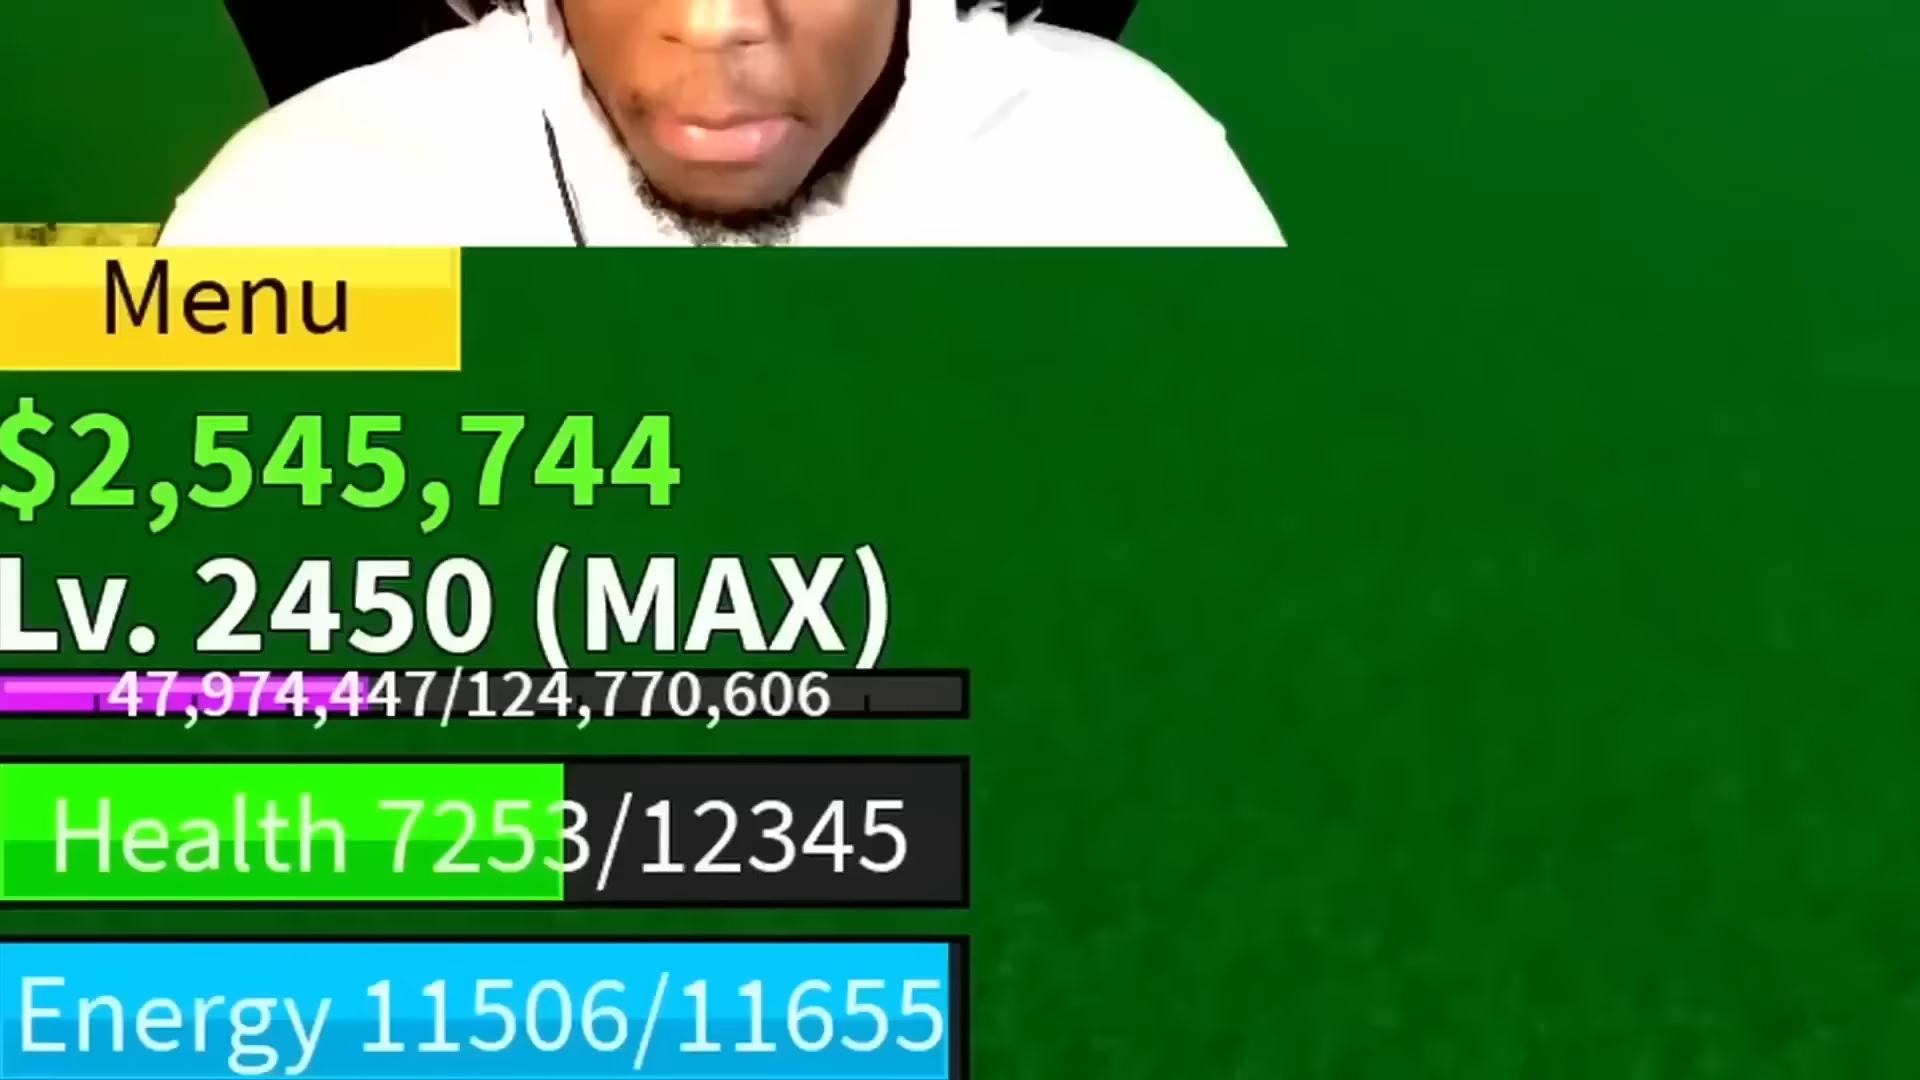 Menu
$2,545,744
Lv. 2450 (MAX)
47,974,447/124,770,606
Health 7253/12345
Energy 11506/11655